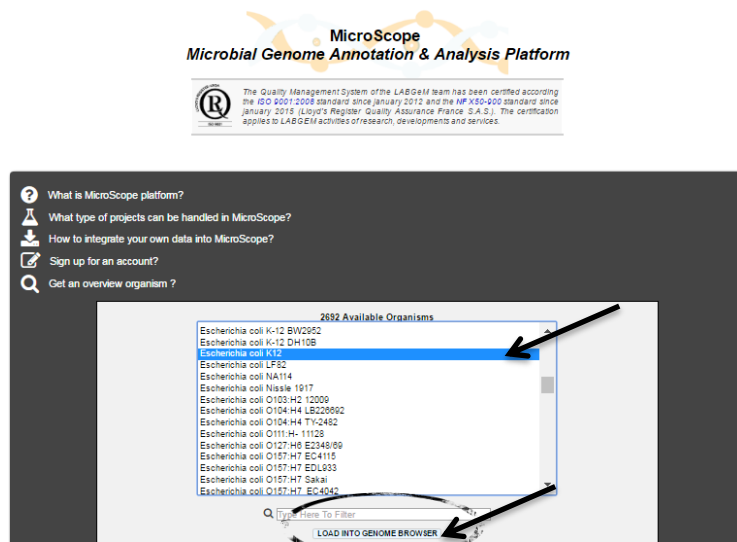 MicroScope
Microbial Genome Annotation & Analysis Platform
The Quality Management System of the LABGeM team has been certified according
the ISO 9001:2008 standard since january 2012 and the NF X50-900 standard since
january 2015 (Lloyd's Register Quality Assurance France S.A.S.). The certification
applies to LABGEM activities of research, developments and services.
What is MicroScope platform?
What type of projects can be handled in MicroScope?
How to integrate your own data into MicroScope?
Sign up for an account?
Get an overview organism ?
2692 Available Organisms
Escherichia coli K-12 BW2952
Escherichia coli K-12 DH10B
Escherichia coli K12
Escherichia coli LF82
Escherichia coli NA114
Escherichia coli Nissle 1917
Escherichia coli O103:H2 12009
Escherichia coli O104:H4 LB226692
Escherichia coli O104:H4 TY-2482
Escherichia coli O111:H- 11128
Escherichia coli O127:H6 E2348/69
Escherichia coli O157:H7 EC4115
Escherichia coli O157:H7 EDL933
Escherichia coli O157:H7 Sakai
Escherichia coli O157:H7 EC4042
Type Here To Filter
LOAD INTO GENOME BROWSER